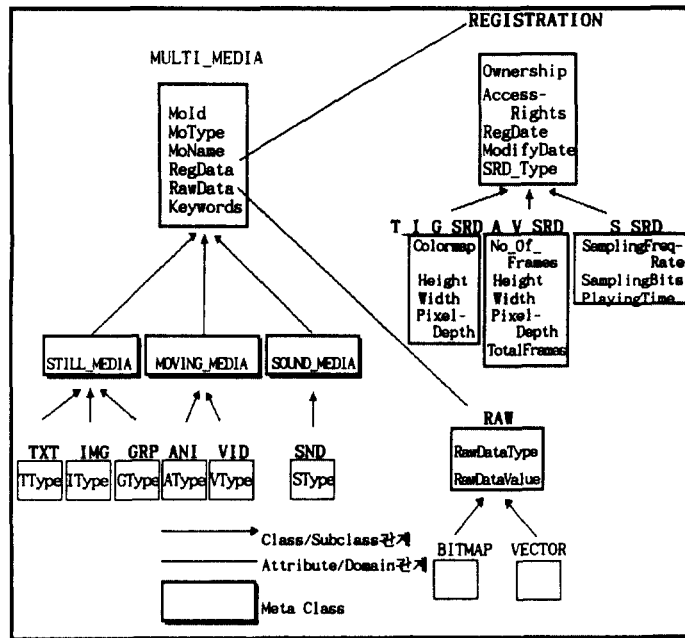 REGISTRATION
MULTI_MEDIA
MoId
MoType
MoName
RegData
RawData
Keywords
Ownership
Access-
Rights
RegDate
ModifyDate
SRD_Type
T_I_G_SRD
A_V_SRD
S_SRD
Colormap
Height
Width
Pixel-
Depth
No_Of_
Frames
Height
Width
Pixel-
Depth
TotalFrames
SamplingFreq-
Rate
SamplingBits
PlayingTime
STILL_MEDIA
MOVING_MEDIA
SOUND_MEDIA
TXT
IMG
GRP
ANI
VID
SND
TType
IType
GType
AType
VType
SType
RAW
RawDataType
RawDataValue
BITMAP
VECTOR
Class/Subclass관계
Attribute/Domain관계
Meta Class